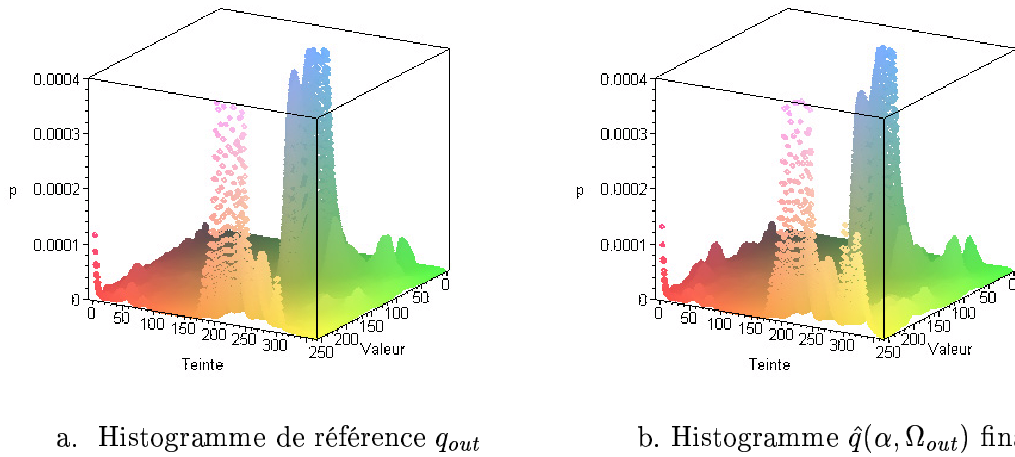 0.0004 0.0004
0.0003 0.0003
p 0.0002 p 0.0002
0.0001 0.0001
0 0
0 50 100 150 200 250 300 0 50 100 150 200 250 300
250 200 150 100 50 0 250 200 150 100 50 0
Teinte Valeur Teinte Valeur
a. Histogramme de référence q_out b. Histogramme q̂(α, Ω_out)